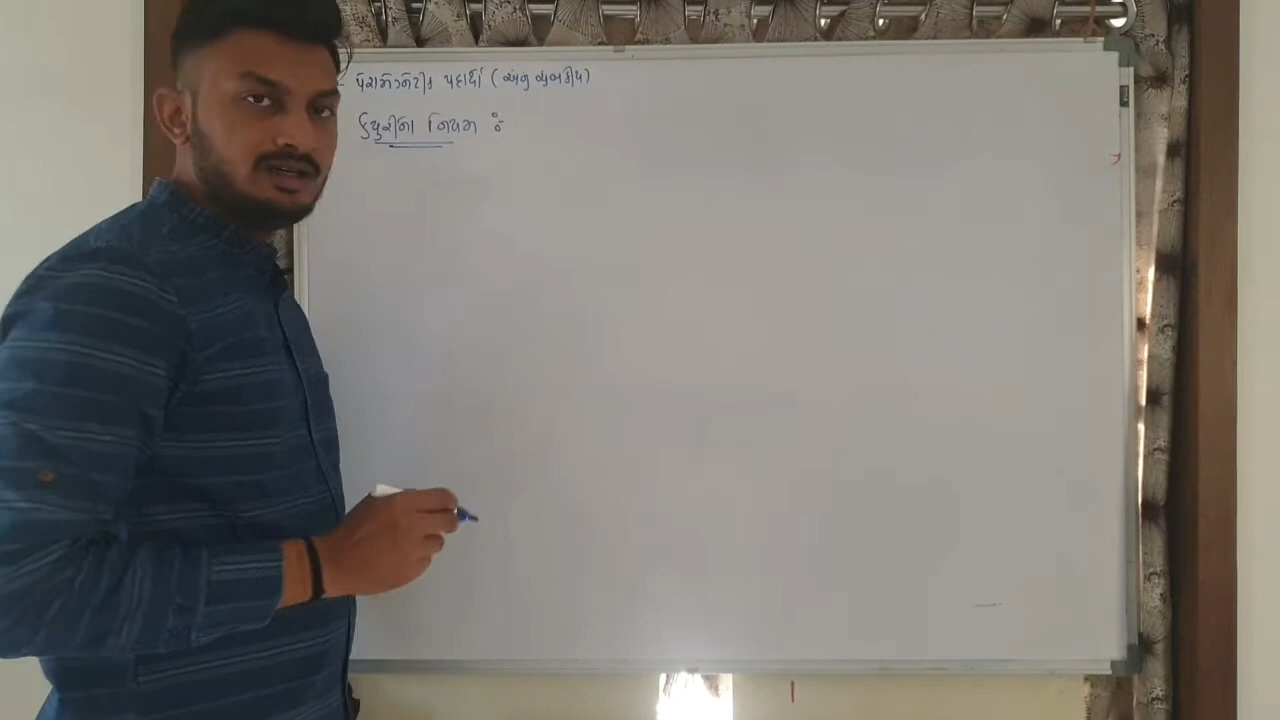 - પેરામેગ્નેટીક પદાર્થો (અનુચુંબકીય)
ક્યુરીનો નિયમ :-